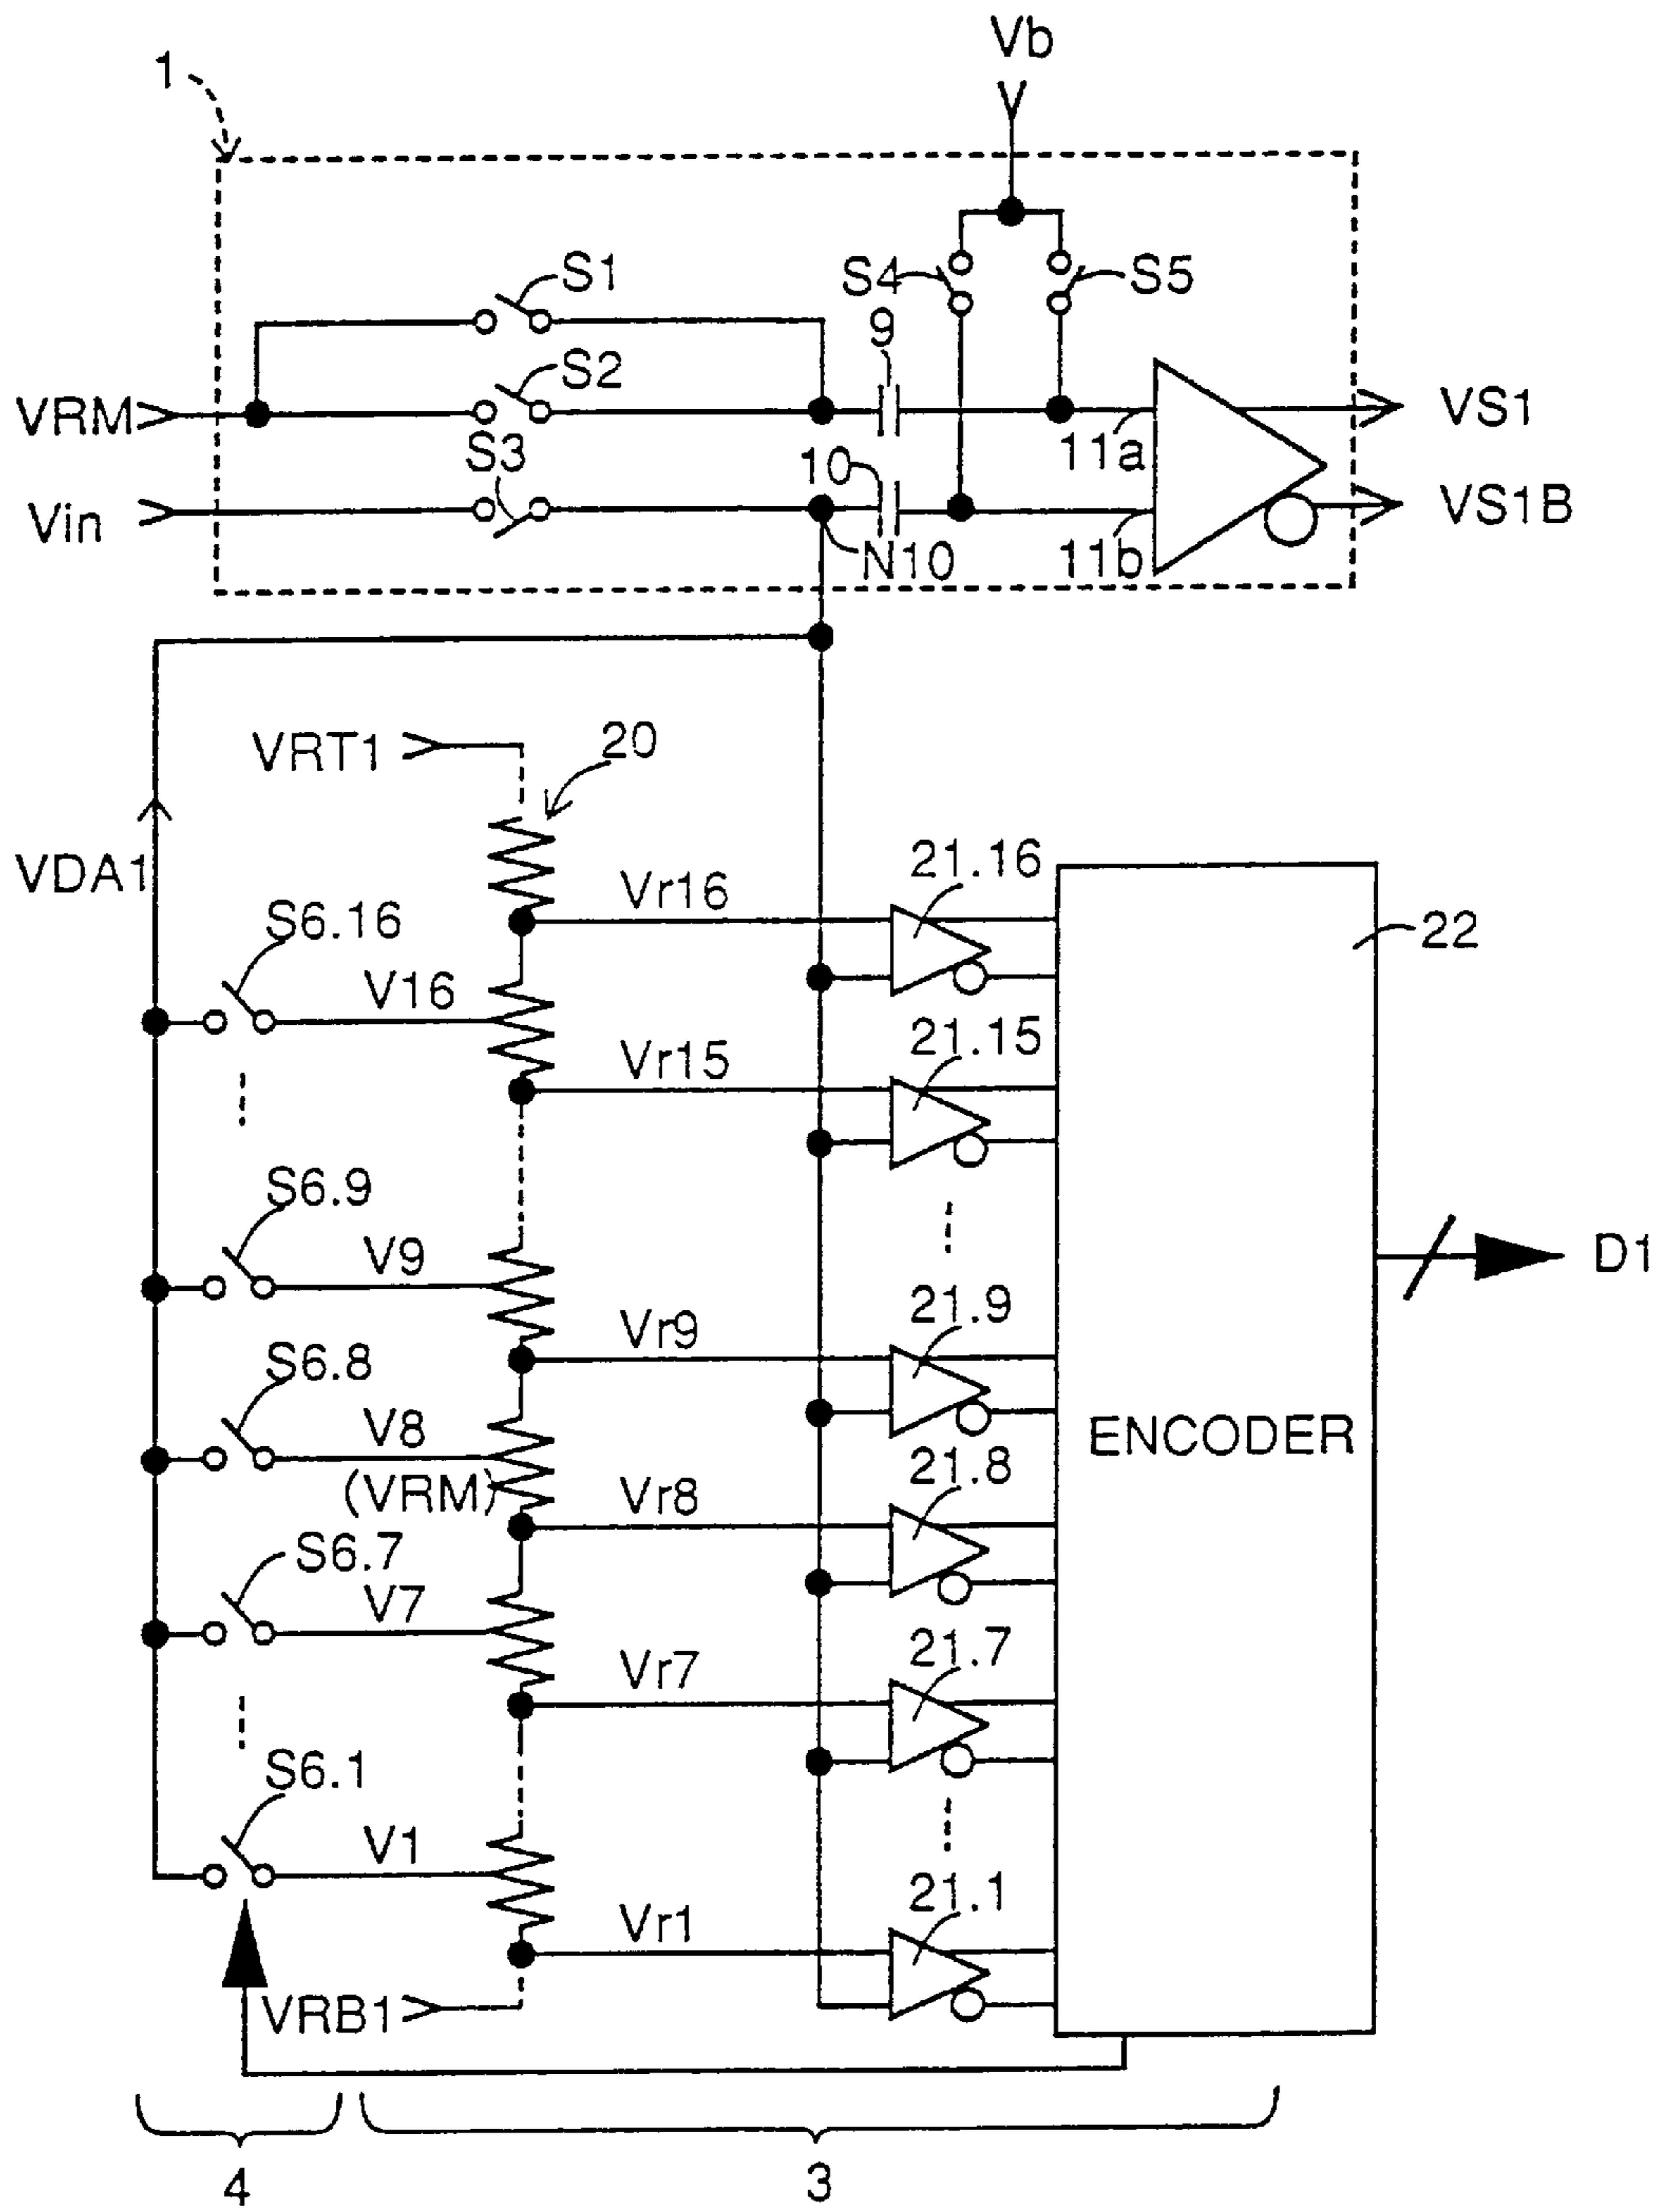 Vb
1
S1
S4
S5
9
S2
VRM
VS1
S3
10
11a
Vin
VS1B
N10
11b
VRT1
20
VDA1
21.16
Vr16
S6.16
22
V16
21.15
Vr15
S6.9
V9
D1
21.9
Vr9
S6.8
V8
ENCODER
(VRM)
21.8
Vr8
S6.7
V7
21.7
Vr7
S6.1
V1
21.1
Vr1
VRB1
4
3